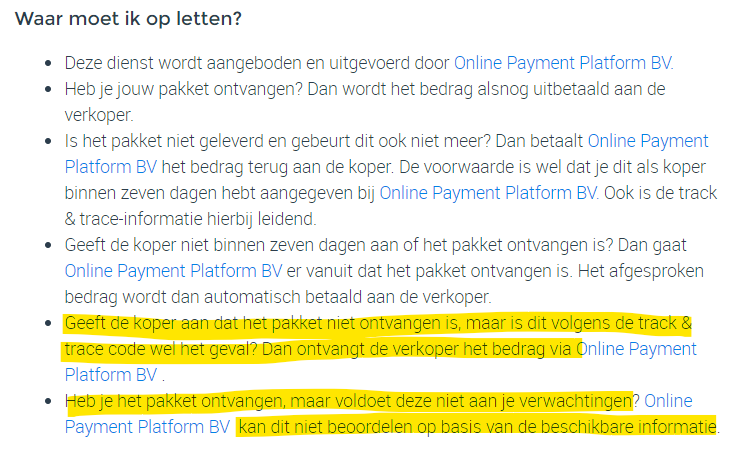 Waar moet ik op letten?
• Deze dienst wordt aangeboden en uitgevoerd door Online Payment Platform BV.
• Heb je jouw pakket ontvangen? Dan wordt het bedrag alsnog uitbetaald aan de
verkoper.
• Is het pakket niet geleverd en gebeurt dit ook niet meer? Dan betaalt Online Payment
Platform BV het bedrag terug aan de koper. De voorwaarde is wel dat je dit als koper
binnen zeven dagen hebt aangegeven bij Online Payment Platform BV. Ook is de track
& trace-informatie hierbij leidend.
• Geeft de koper niet binnen zeven dagen aan of het pakket ontvangen is? Dan gaat
Online Payment Platform BV er vanuit dat het pakket ontvangen is. Het afgesproken
bedrag wordt dan automatisch betaald aan de verkoper.
• Geeft de koper aan dat het pakket niet ontvangen is, maar is dit volgens de track &
trace code wel het geval? Dan ontvangt de verkoper het bedrag via Online Payment
Platform BV .
• Heb je het pakket ontvangen, maar voldoet deze niet aan je verwachtingen? Online
Payment Platform BV kan dit niet beoordelen op basis van de beschikbare informatie.